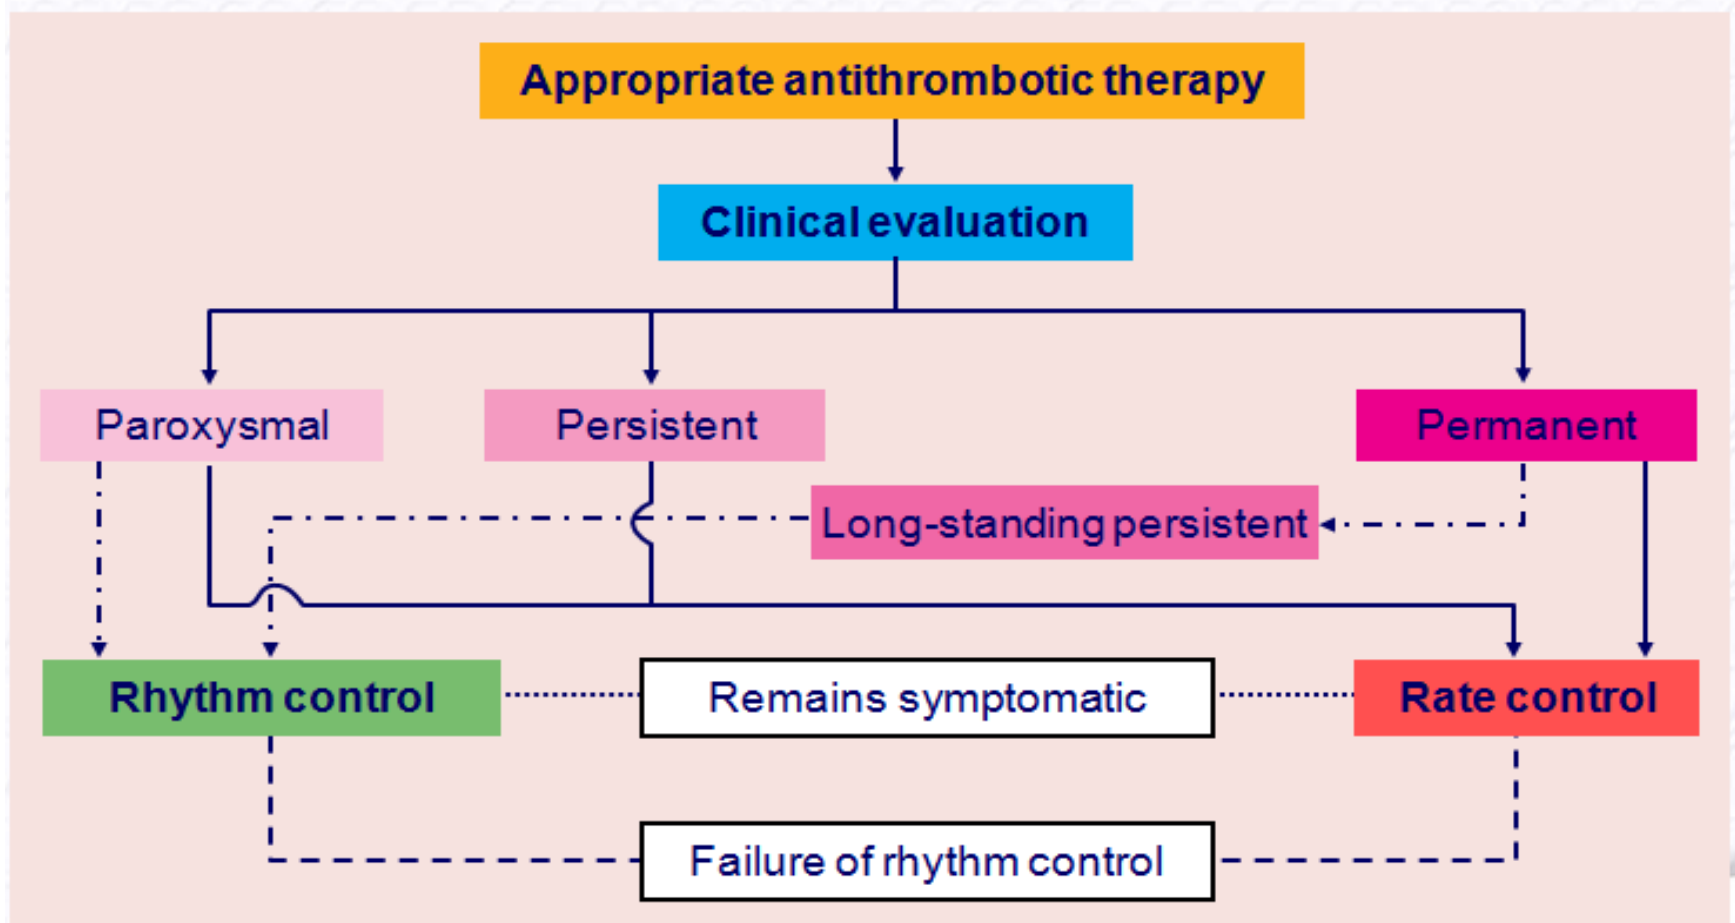 Appropriate antithrombotic therapy
Clinical evaluation
Paroxysmal
Persistent
Permanent
Long-standing persistent
Rhythm control
Remains symptomatic
Rate control
Failure of rhythm control